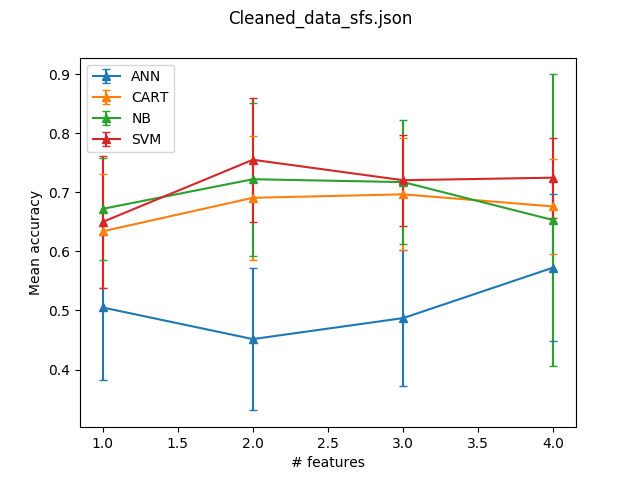 Cleaned_data_sfs.json
ANN
CART
NB
SVM
Mean accuracy
0.9
0.8
0.7
0.6
0.5
0.4
1.0 1.5 2.0 2.5 3.0 3.5 4.0
# features